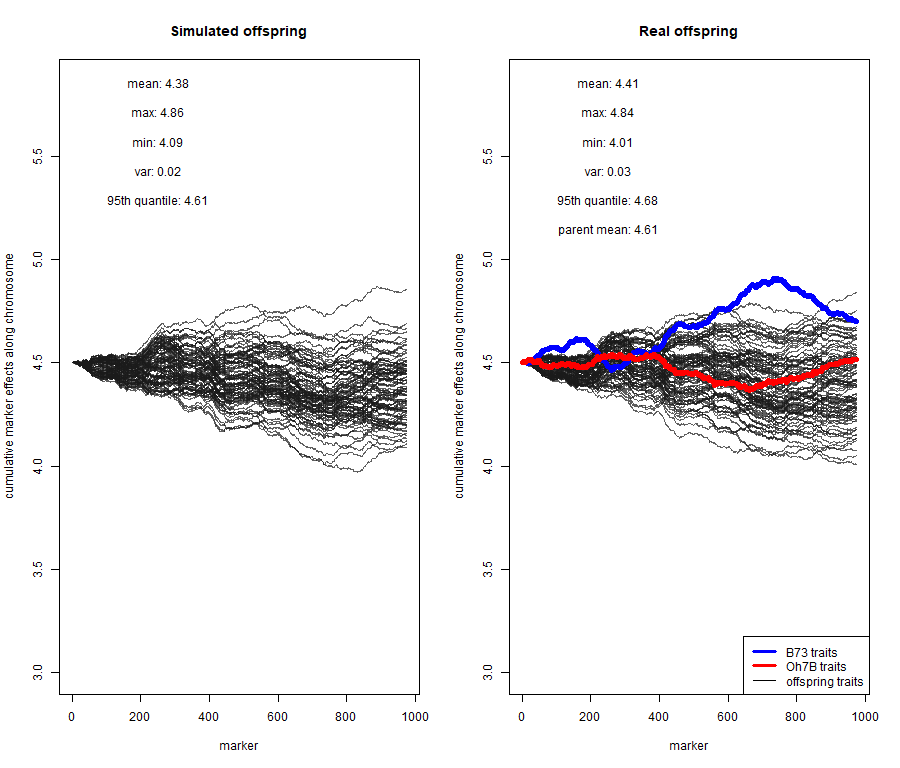 Simulated offspring
mean: 4.38
max: 4.86
min: 4.09
var: 0.02
95th quantile: 4.61
cumulative marker effects along chromosome
5.5
5.0
4.5
4.0
3.5
3.0
0 200 400 600 800 1000
marker
Real offspring
mean: 4.41
max: 4.84
min: 4.01
var: 0.03
95th quantile: 4.68
parent mean: 4.61
cumulative marker effects along chromosome
5.5
5.0
4.5
4.0
3.5
3.0
B73 traits
Oh7B traits
offspring traits
0 200 400 600 800 1000
marker